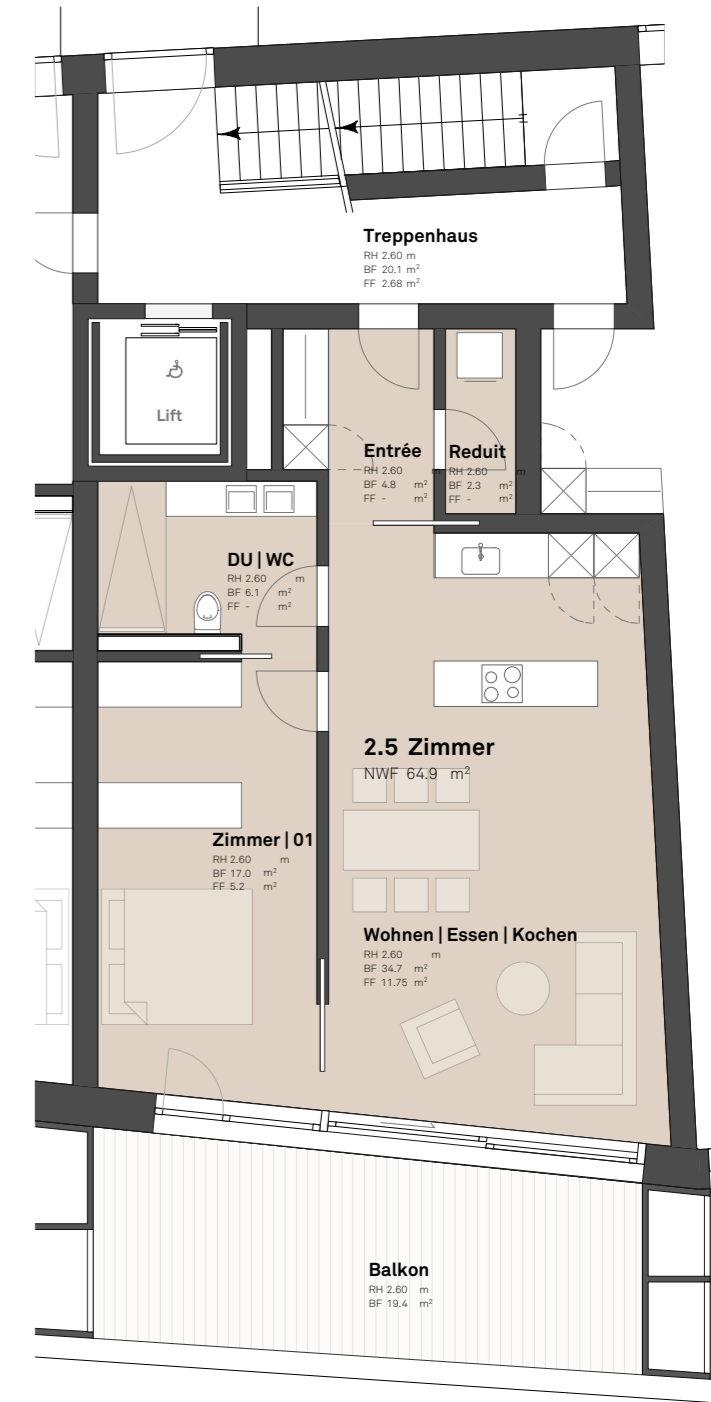 Treppenhaus
RH 2.60 m
BF 20.1 m²
FF 2.68 m²
Lift
Entrée
RH 2.60 m
BF 4.8 m²
FF - m²
Reduit
RH 2.60 m
BF 2.3 m²
FF - m²
DU | WC
RH 2.60 m
BF 6.1 m²
FF - m²
2.5 Zimmer
NWF 64.9 m²
Zimmer | 01
RH 2.60 m
BF 17.0 m²
FF 5.2 m²
Wohnen | Essen | Kochen
RH 2.60 m
BF 34.7 m²
FF 11.75 m²
Balkon
RH 2.60 m
BF 19.4 m²